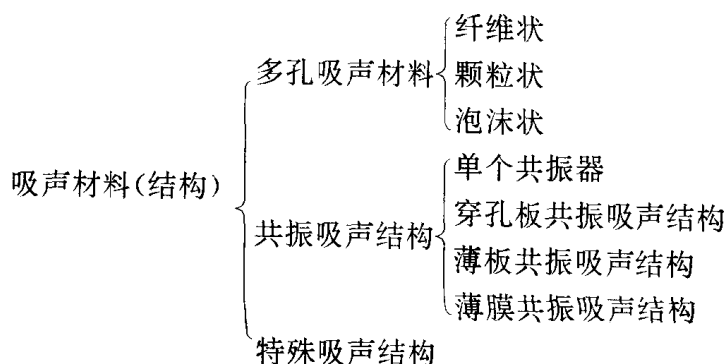 纤维状
多孔吸声材料
颗粒状
泡沫状
吸声材料(结构)
单个共振器
穿孔板共振吸声结构
共振吸声结构
薄板共振吸声结构
薄膜共振吸声结构
特殊吸声结构